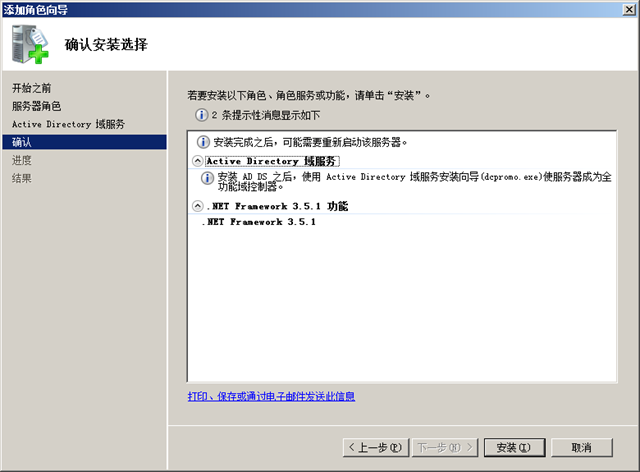 添加角色向导
确认安装选择
开始之前
服务器角色
Active Directory 域服务
确认
进度
结果
若要安装以下角色、角色服务或功能，请单击“安装”。
2 条提示性消息显示如下
安装完成之后，可能需要重新启动该服务器。
Active Directory 域服务
安装 AD DS 之后，使用 Active Directory 域服务安装向导(dcpromo.exe)使服务器成为全
功能域控制器。
.NET Framework 3.5.1 功能
.NET Framework 3.5.1
打印、保存或通过电子邮件发送此信息
< 上一步(P) 下一步(N) > 安装(I) 取消